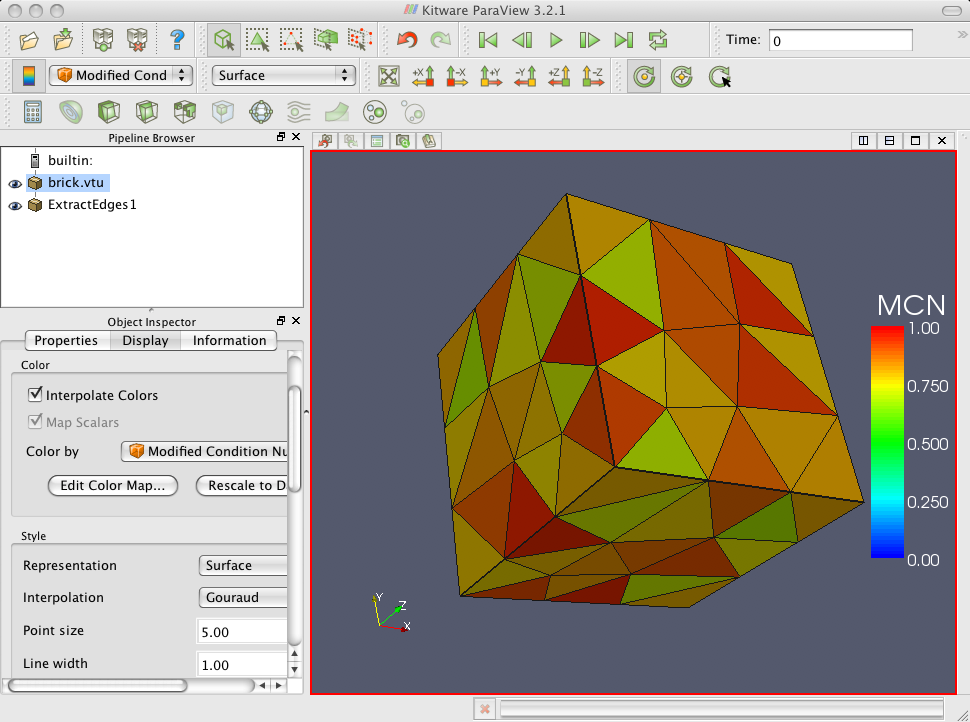 Kitware ParaView 3.2.1
?
Time: 0
Modified Cond
Surface
+X -X +Y -Y +Z -Z
Pipeline Browser
builtin:
brick.vtu
ExtractEdges1
Object Inspector
Properties Display Information
Color
Interpolate Colors
Map Scalars
Color by Modified Condition Nu
Edit Color Map... Rescale to D
Style
Representation Surface
Interpolation Gouraud
Point size 5.00
Line width 1.00
MCN
1.00
0.750
0.500
0.250
0.00
Y
Z
X